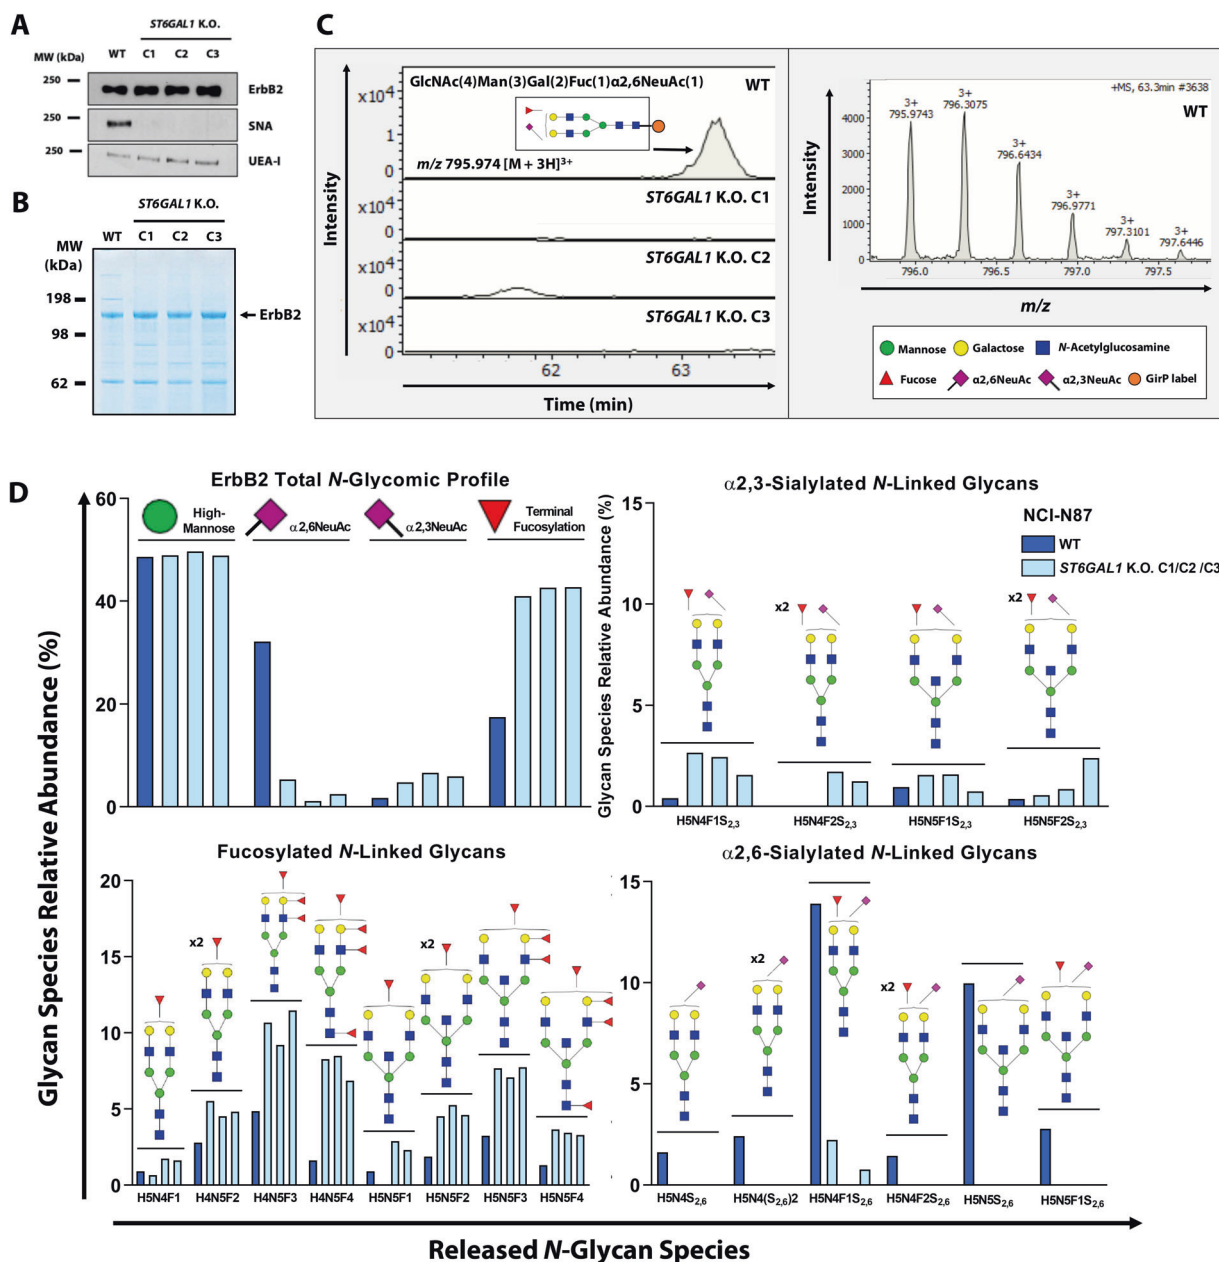 A
ST6GAL1 K.O.
MW (kDa)
WT
C1
C2
C3
250
ErbB2
250
SNA
250
UEA-I
B
ST6GAL1 K.O.
WT
C1
C2
C3
MW
(kDa)
198
98
62
ErbB2
C
GlcNAc(4)Man(3)Gal(2)Fuc(1)α2,6NeuAc(1)
WT
x10⁴
1
0
m/z 795.974 [M + 3H]³⁺
ST6GAL1 K.O. C1
x10⁴
0
ST6GAL1 K.O. C2
x10⁴
0
ST6GAL1 K.O. C3
x10⁴
0
62
63
Intensity
Time (min)
+MS, 63.3min #3638
WT
3+
795.9743
3+
796.3075
3+
796.6434
3+
796.9771
3+
797.3101
3+
797.6446
4000
3000
2000
1000
0
796.0
796.5
797.0
797.5
Intensity
m/z
Mannose
Galactose
N-Acetylglucosamine
Fucose
α2,6NeuAc
α2,3NeuAc
GirP label
D
Glycan Species Relative Abundance (%)
ErbB2 Total N-Glycomic Profile
60
40
20
0
High-
Mannose
α2,6NeuAc
α2,3NeuAc
Terminal
Fucosylation
α2,3-Sialylated N-Linked Glycans
Glycan Species Relative Abundance (%)
15
10
5
0
NCI-N87
WT
ST6GAL1 K.O. C1/C2 /C3
x2
x2
H5N4F1S2,3
H5N4F2S2,3
H5N5F1S2,3
H5N5F2S2,3
Fucosylated N-Linked Glycans
20
15
10
5
0
x2
x2
H5N4F1
H4N5F2
H4N5F3
H4N5F4
H5N5F1
H5N5F2
H5N5F3
H5N5F4
α2,6-Sialylated N-Linked Glycans
15
10
5
0
x2
x2
H5N4S2,6
H5N4(S2,6)2
H5N4F1S2,6
H5N4F2S2,6
H5N5S2,6
H5N5F1S2,6
Released N-Glycan Species